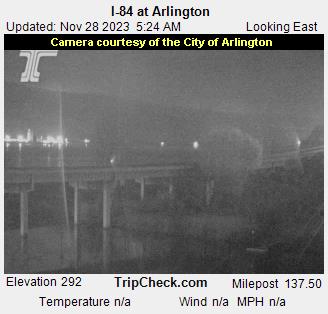 I-84 at Arlington
Updated: Nov 28 2023 5:24 AM Looking East
Camera courtesy of the City of Arlington
Elevation 292 TripCheck.com Milepost 137.50
Temperature n/a Wind n/a MPH n/a